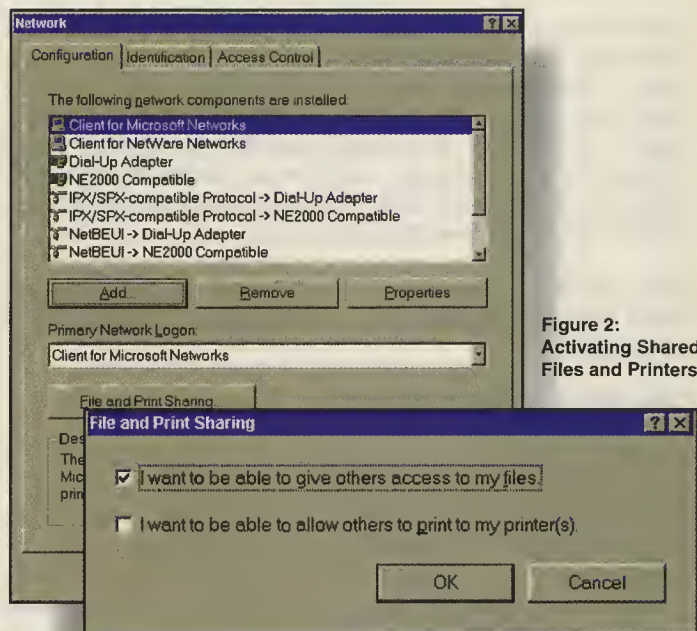 Network
Configuration Identification Access Control
The following network components are installed:
Client for Microsoft Networks
Client for NetWare Networks
Dial-Up Adapter
NE2000 Compatible
IPX/SPX-compatible Protocol -> Dial-Up Adapter
IPX/SPX-compatible Protocol -> NE2000 Compatible
NetBEUI -> Dial-Up Adapter
NetBEUI -> NE2000 Compatible
Add... Remove Properties
Primary Network Logon:
Client for Microsoft Networks
File and Print Sharing...
Des
The
Mic
prin
File and Print Sharing
I want to be able to give others access to my files.
I want to be able to allow others to print to my printer(s).
OK Cancel
Figure 2:
Activating Shared
Files and Printers